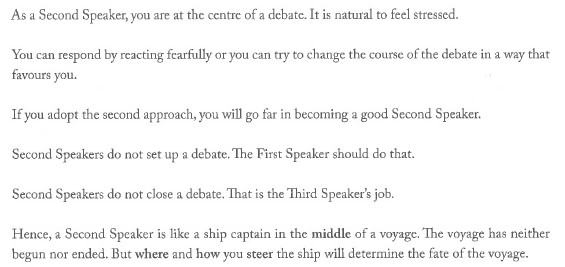 As a Second Speaker, you are at the centre of a debate. It is natural to feel stressed.
You can respond by reacting fearfully or you can try to change the course of the debate in a way that
favours you.
If you adopt the second approach, you will go far in becoming a good Second Speaker.
Second Speakers do not set up a debate. The First Speaker should do that.
Second Speakers do not close a debate. That is the Third Speaker's job.
Hence, a Second Speaker is like a ship captain in the middle of a voyage. The voyage has neither
begun nor ended. But where and how you steer the ship will determine the fate of the voyage.